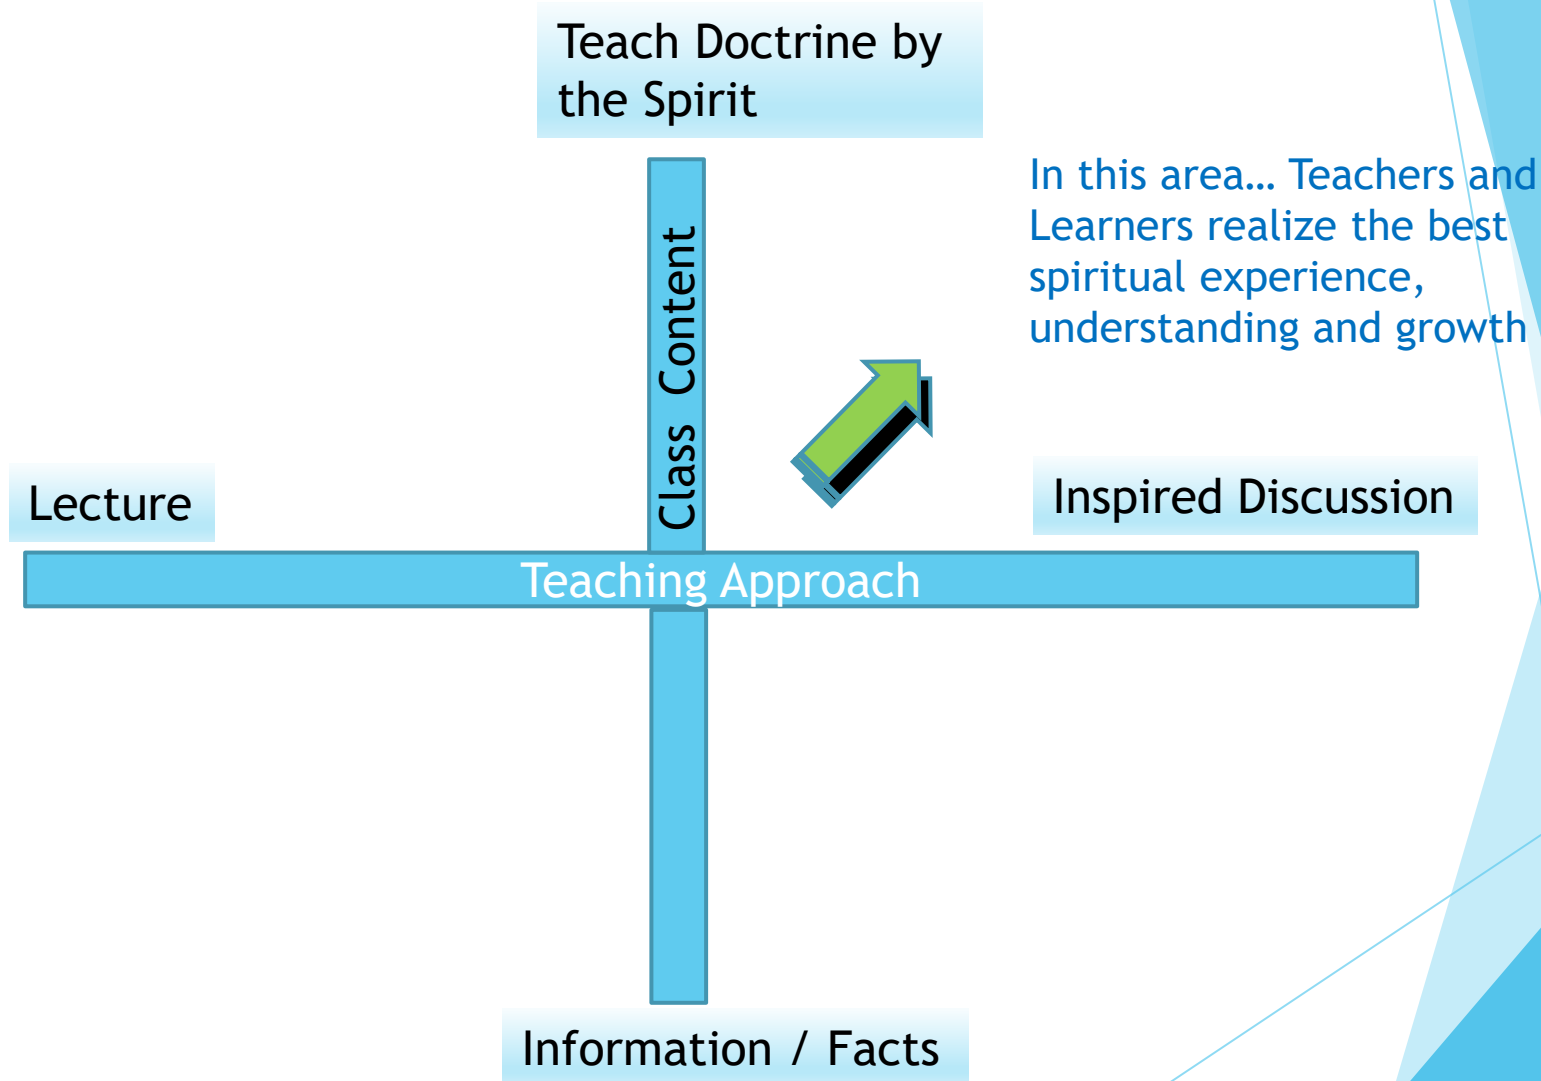 Teach Doctrine by
the Spirit
In this area… Teachers and
Learners realize the best
spiritual experience,
understanding and growth
Class Content
Lecture
Inspired Discussion
Teaching Approach
Information / Facts